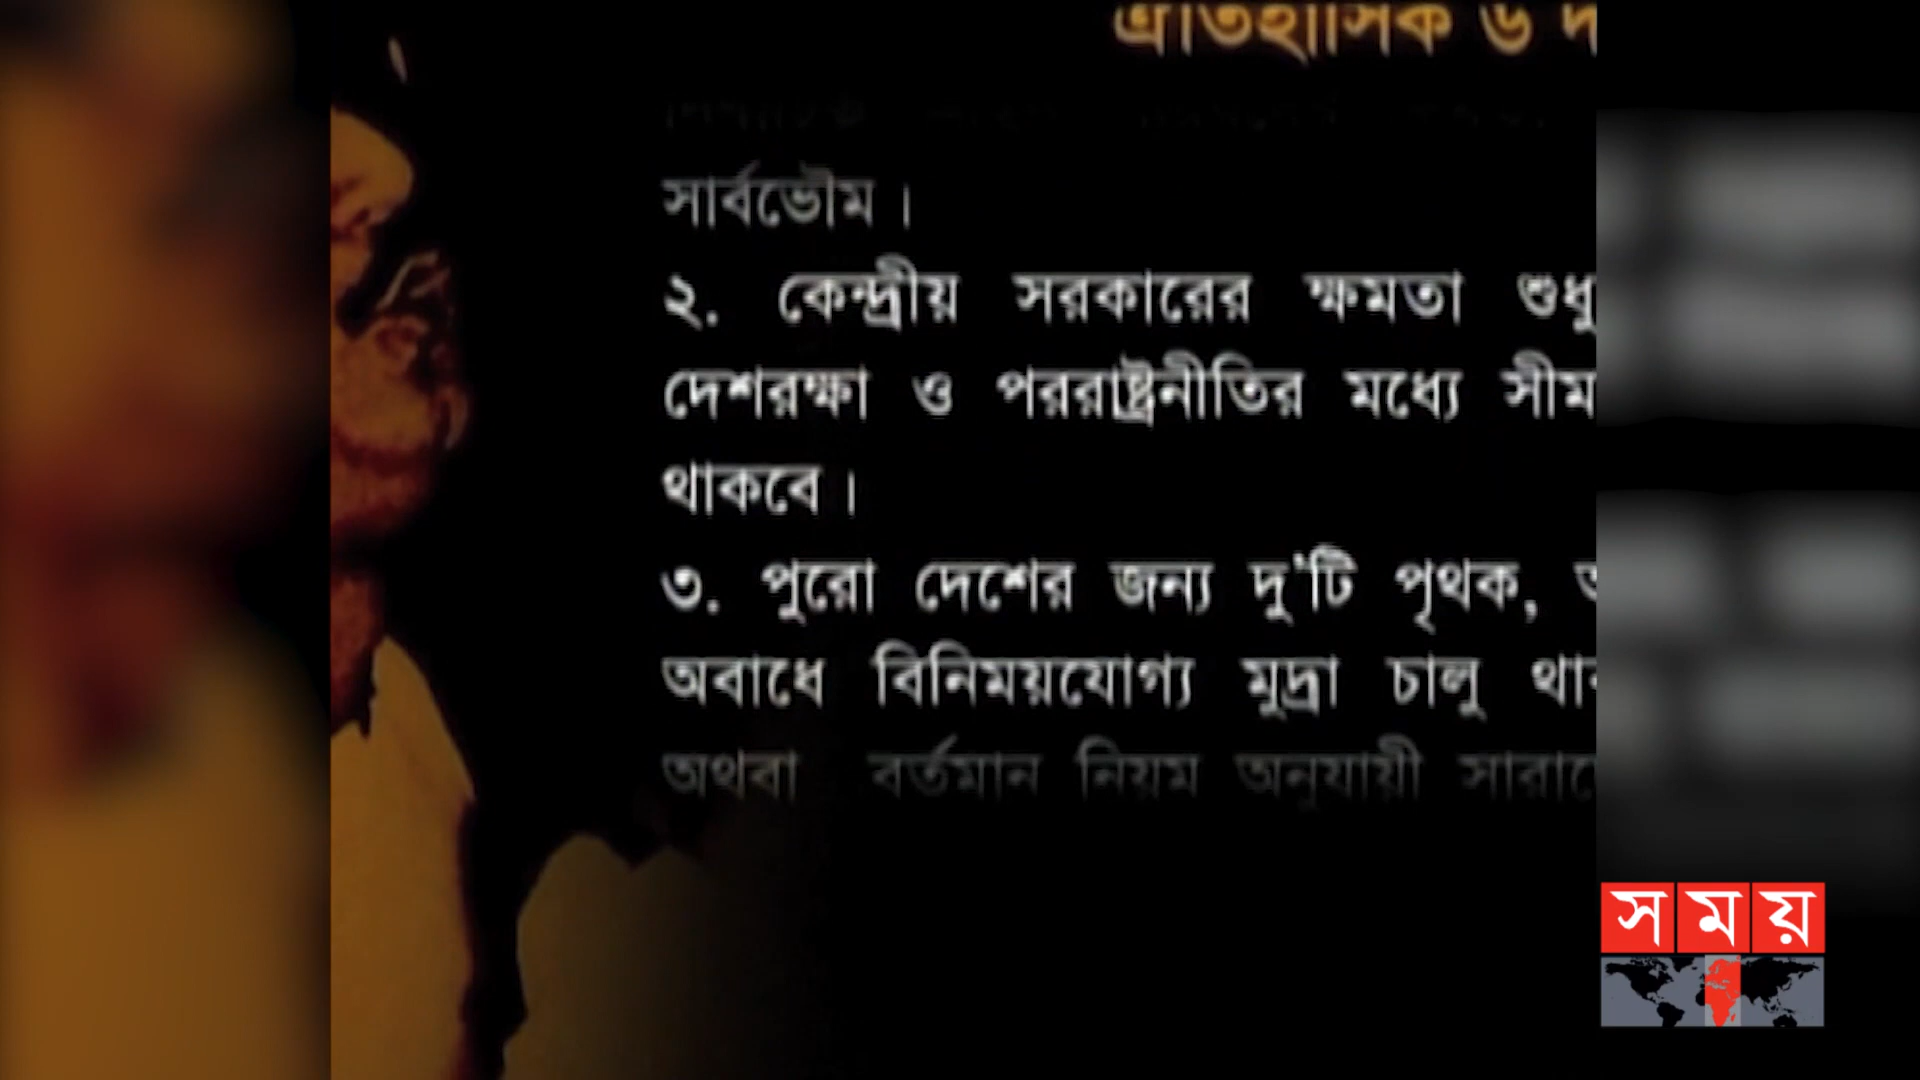 ঐতিহাসিক ৬
সার্বভৌম।
২. কেন্দ্রীয় সরকারের ক্ষমতা শুধু
দেশরক্ষা ও পররাষ্ট্রনীতির মধ্যে সীম
থাকবে।
৩. পুরো দেশের জন্য দু'টি পৃথক,
অবাধে বিনিময়যোগ্য মুদ্রা চালু
অথবা বর্তমান নিয়ম অনুযায়ী
সময়